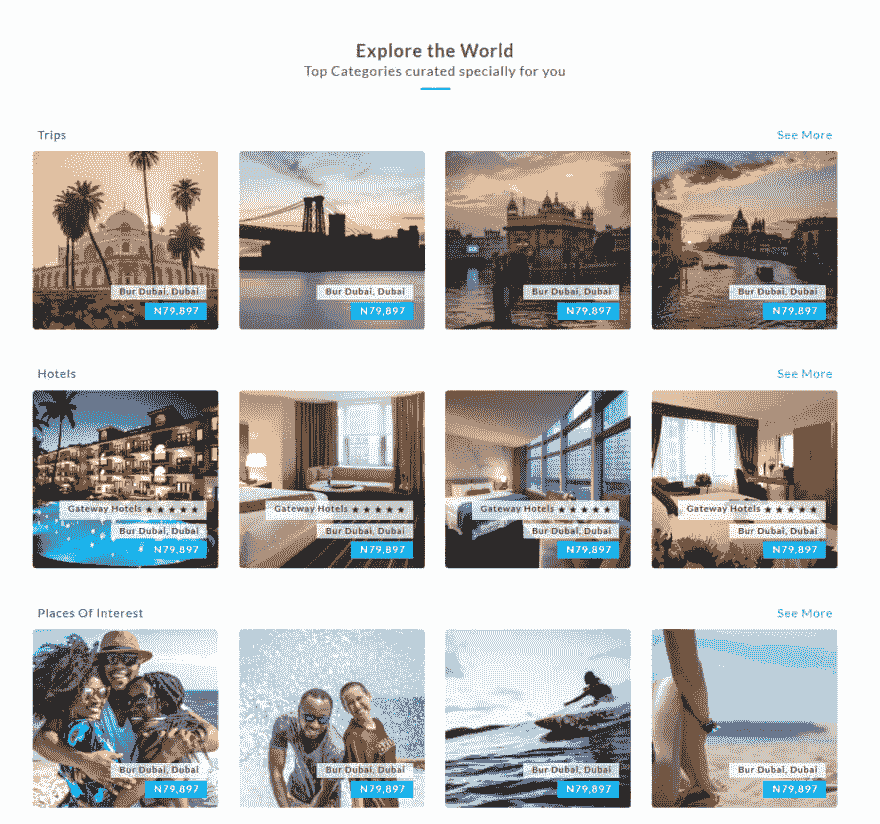 Explore the World
Top Categories curated specially for you
Trips
See More
Bur Dubai, Dubai
N79,897
Bur Dubai, Dubai
N79,897
Bur Dubai, Dubai
N79,897
Bur Dubai, Dubai
N79,897
Hotels
See More
Gateway Hotels ★★★★★
Bur Dubai, Dubai
N79,897
Gateway Hotels ★★★★★
Bur Dubai, Dubai
N79,897
Gateway Hotels ★★★★★
Bur Dubai, Dubai
N79,897
Gateway Hotels ★★★★★
Bur Dubai, Dubai
N79,897
Places Of Interest
See More
Bur Dubai, Dubai
N79,897
Bur Dubai, Dubai
N79,897
Bur Dubai, Dubai
N79,897
Bur Dubai, Dubai
N79,897